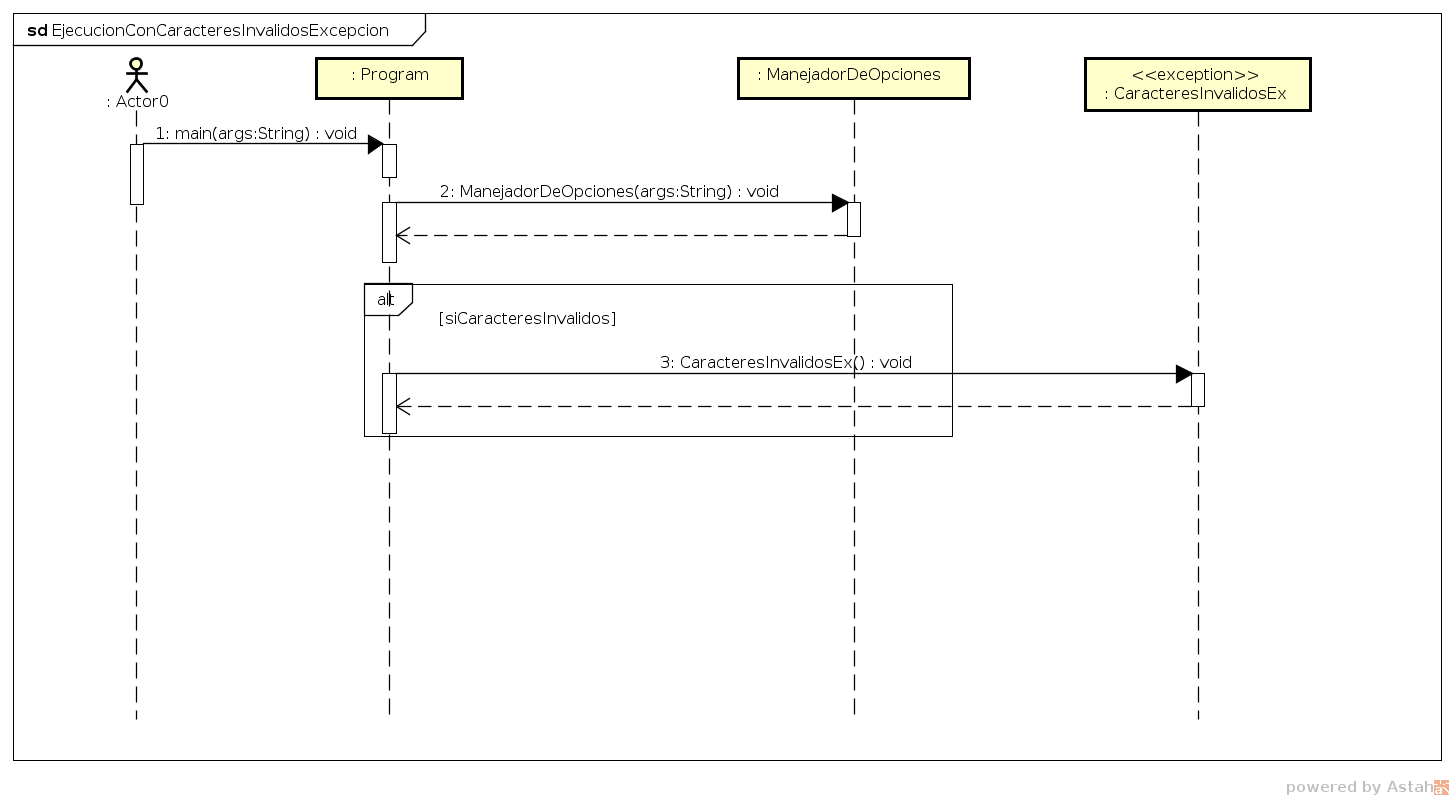 sd EjecucionConCaracteresInvalidosExcepcion
: Actor0
: Program
: ManejadorDeOpciones
<<exception>>
: CaracteresInvalidosEx
1: main(args:String) : void
2: ManejadorDeOpciones(args:String) : void
alt
[siCaracteresInvalidos]
3: CaracteresInvalidosEx() : void
powered by Astah